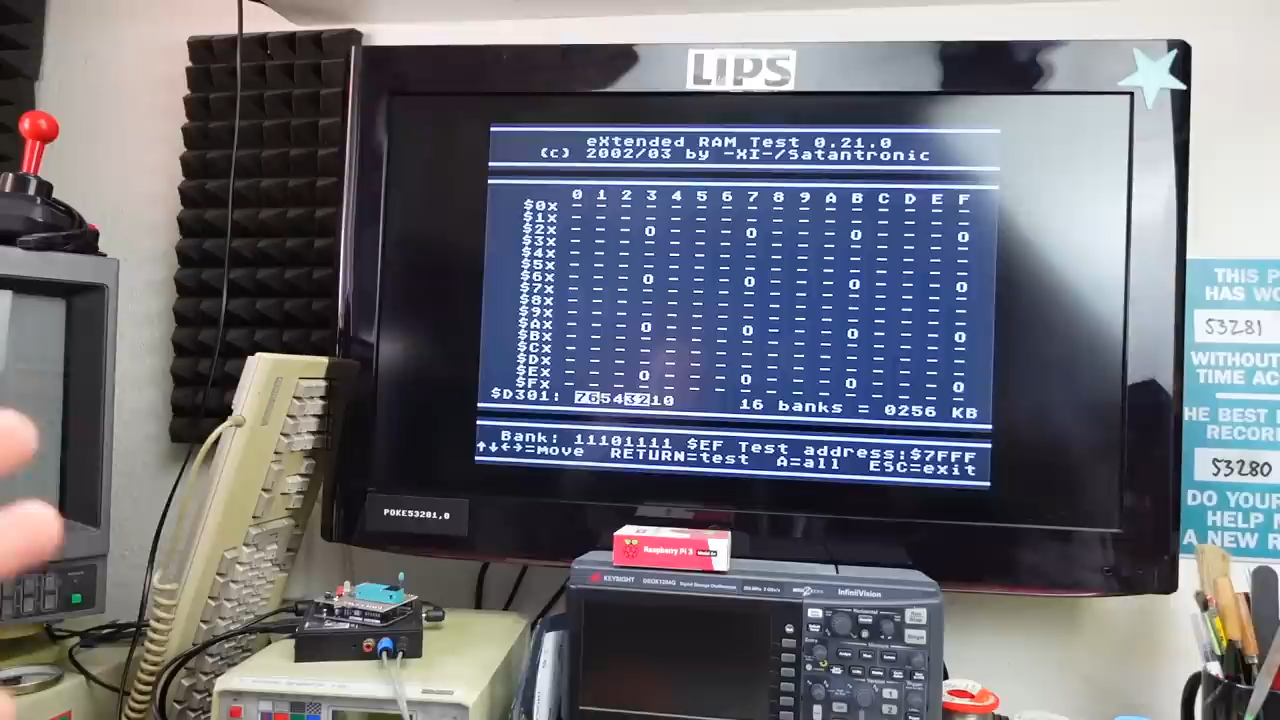 LIPS
eXtended RAM Test 0.21.0
(c) 2002/03 by -XI-/Satantronic
0 1 2 3 4 5 6 7 8 9 A B C D E F
$0x - - - - - - - - - - - - - - - -
$1x - - - - - - - - - - - - - - - -
$2x - - - O - - - O - - - O - - - O
$3x - - - - - - - - - - - - - - - -
$4x - - - - - - - - - - - - - - - -
$5x - - - - - - - - - - - - - - - -
$6x - - - O - - - O - - - O - - - O
$7x - - - - - - - - - - - - - - - -
$8x - - - - - - - - - - - - - - - -
$9x - - - - - - - - - - - - - - - -
$Ax - - - O - - - O - - - O - - - O
$Bx - - - - - - - - - - - - - - - -
$Cx - - - - - - - - - - - - - - - -
$Dx - - - - - - - - - - - - - - - -
$Ex - - - O - - - O - - - O - - - O
$Fx - - - - - - - - - - - - - - - -
$D301: 76543210 16 banks = 0256 KB
Bank: 11101111 $EF Test address:$7FFF
↑↓←→=Move RETURN=test A=all ESC=exit
POKE53281,0
Raspberry Pi 3
KEYSIGHT
InfiniiVision
THIS P
HAS WO
53281
WITHOUT
TIME AC
HE BEST
RECOR
53280
DO YOUR
HELP
A NEW R